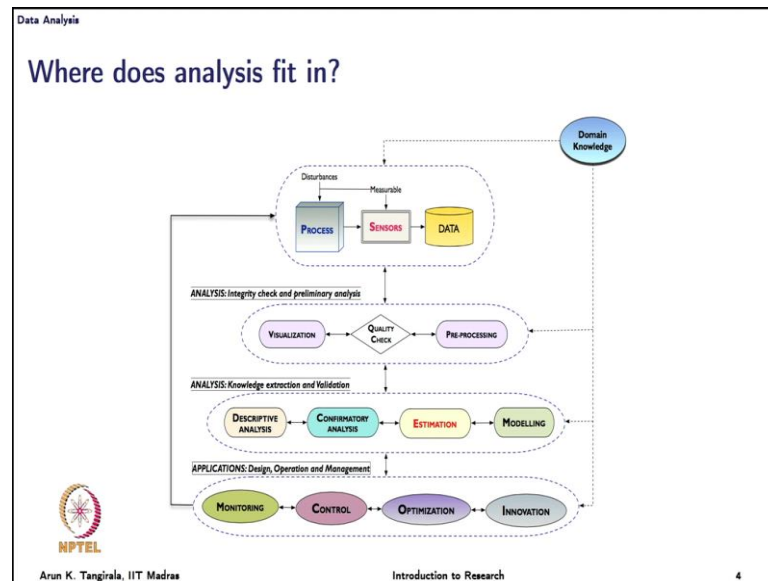 Data Analysis
Where does analysis fit in?
Domain
Knowledge
Disturbances
Measurable
PROCESS
SENSORS
DATA
ANALYSIS: Integrity check and preliminary analysis
VISUALIZATION
QUALITY
CHECK
PRE-PROCESSING
ANALYSIS: Knowledge extraction and Validation
DESCRIPTIVE
ANALYSIS
CONFIRMATORY
ANALYSIS
ESTIMATION
MODELLING
APPLICATIONS: Design, Operation and Management
MONITORING
CONTROL
OPTIMIZATION
INNOVATION
NPTEL
Arun K. Tangirala, IIT Madras
Introduction to Research
4